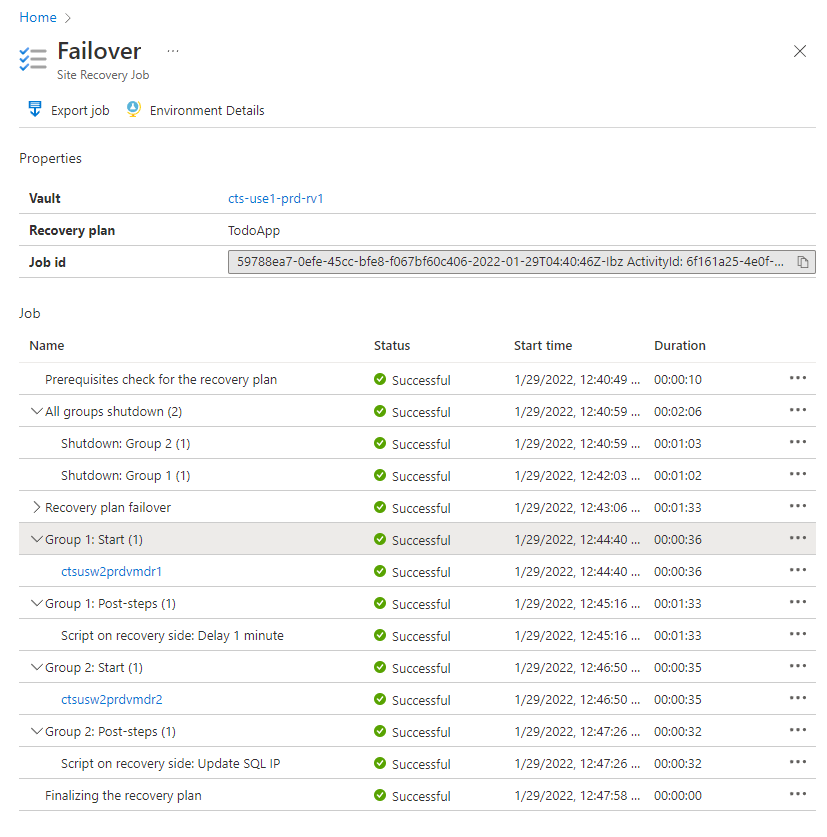 Home
Failover ...
Site Recovery Job
Export job Environment Details
Properties
Vault cts-use1-prd-rv1
Recovery plan TodoApp
Job id 59788ea7-0efe-45cc-bfe8-f067bf60c406-2022-01-29T04:40:46Z-Ibz ActivityId: 6f161a25-4e0f-...
Job
Name Status Start time Duration
Prerequisites check for the recovery plan Successful 1/29/2022, 12:40:49 ... 00:00:10 ...
All groups shutdown (2) Successful 1/29/2022, 12:40:59 ... 00:02:06 ...
Shutdown: Group 2 (1) Successful 1/29/2022, 12:40:59 ... 00:01:03 ...
Shutdown: Group 1 (1) Successful 1/29/2022, 12:42:03 ... 00:01:02 ...
Recovery plan failover Successful 1/29/2022, 12:43:06 ... 00:01:33 ...
Group 1: Start (1) Successful 1/29/2022, 12:44:40 ... 00:00:36 ...
ctsusw2prdvmdr1 Successful 1/29/2022, 12:44:40 ... 00:00:36 ...
Group 1: Post-steps (1) Successful 1/29/2022, 12:45:16 ... 00:01:33 ...
Script on recovery side: Delay 1 minute Successful 1/29/2022, 12:45:16 ... 00:01:33 ...
Group 2: Start (1) Successful 1/29/2022, 12:46:50 ... 00:00:35 ...
ctsusw2prdvmdr2 Successful 1/29/2022, 12:46:50 ... 00:00:35 ...
Group 2: Post-steps (1) Successful 1/29/2022, 12:47:26 ... 00:00:32 ...
Script on recovery side: Update SQL IP Successful 1/29/2022, 12:47:26 ... 00:00:32 ...
Finalizing the recovery plan Successful 1/29/2022, 12:47:58 ... 00:00:00 ...